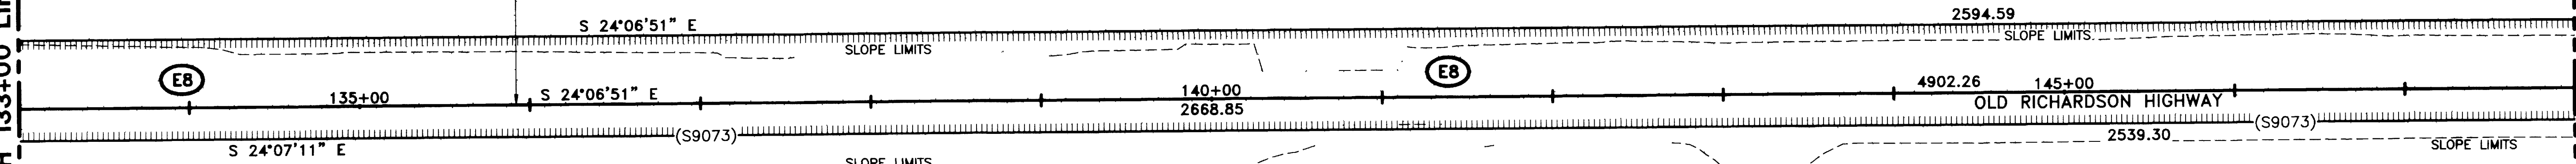 133+00
2594.59
S 24°06'51" E
SLOPE LIMITS
SLOPE LIMITS
E8
E8
135+00
S 24°06'51" E
140+00
4902.26
145+00
2668.85
OLD RICHARDSON HIGHWAY
(S9073)
(S9073)
S 24°07'11" E
2539.30
SLOPE LIMITS
SLOPE LIMITS